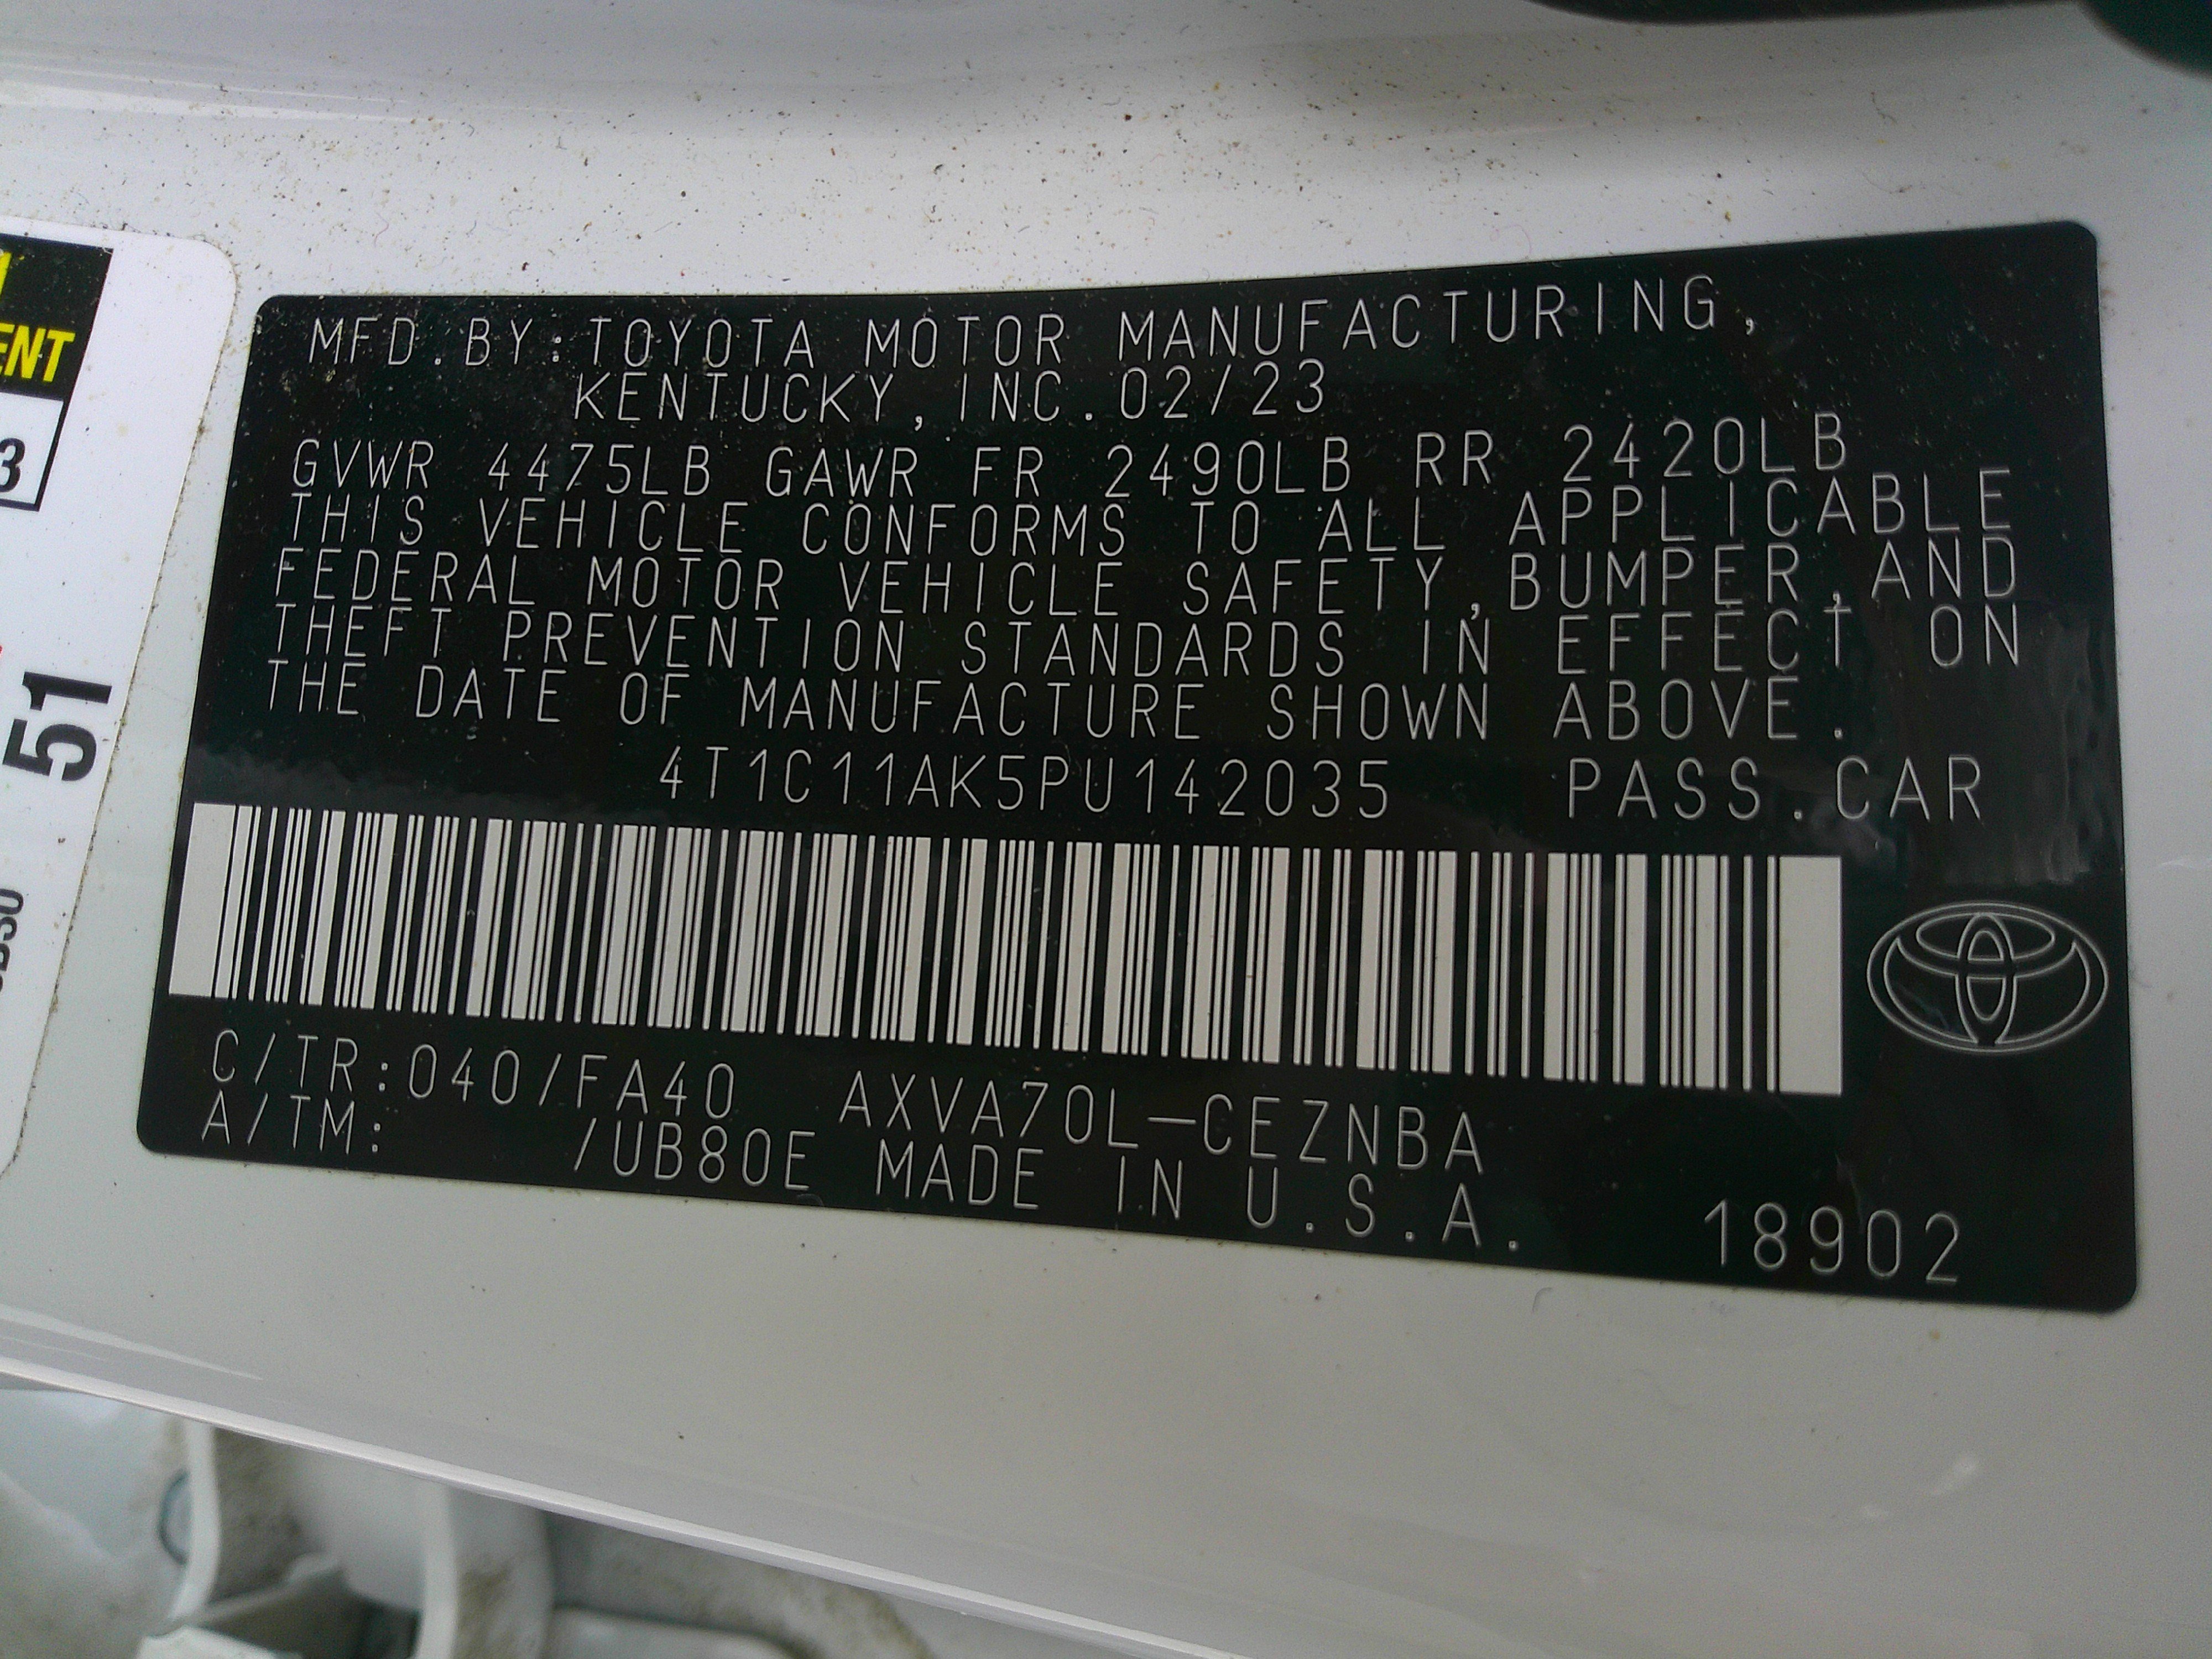 ENT
3
51
MFD.BY:TOYOTA MOTOR MANUFACTURING,
KENTUCKY,INC.02/23
GVWR 4475LB GAWR FR 2490LB RR 2420LB
THIS VEHICLE CONFORMS TO ALL APPLICABLE
FEDERAL MOTOR VEHICLE SAFETY,BUMPER,AND
THEFT PREVENTION STANDARDS IN EFFECT ON
THE DATE OF MANUFACTURE SHOWN ABOVE.
4T1C11AK5PU142035 PASS.CAR
C/TR:040/FA40 AXVA70L-CEZNBA
A/TM: /UB80E MADE IN U.S.A. 18902